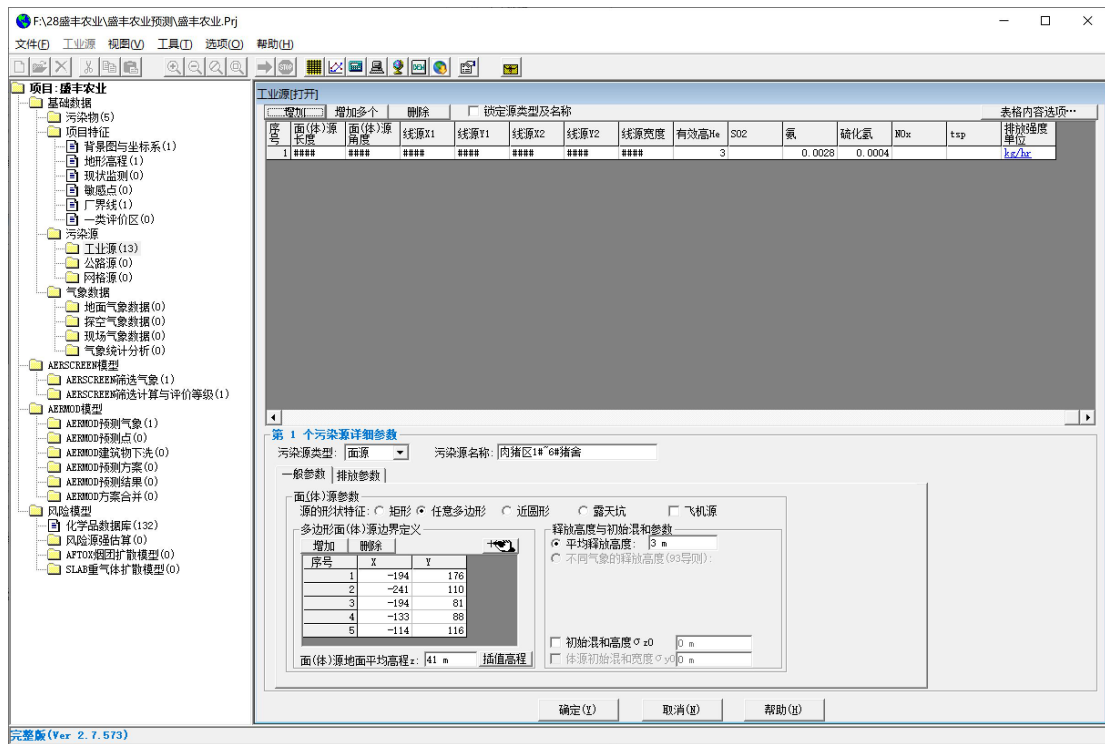 F:\28盛丰农业\盛丰农业预测\盛丰农业.Prj
文件(F) 工业源 视图(V) 工具(T) 选项(O) 帮助(H)
项目:盛丰农业
基础数据
污染物(5)
项目特征
背景图与坐标系(1)
地形高程(1)
现状监测(0)
敏感点(0)
厂界线(1)
一类评价区(0)
污染源
工业源(13)
公路源(0)
网格源(0)
气象数据
地面气象数据(0)
探空气象数据(0)
现场气象数据(0)
气象统计分析(0)
AERSCREEN模型
AERSCREEN筛选气象(1)
AERSCREEN筛选计算与评价等级(1)
AERMOD模型
AERMOD预测气象(1)
AERMOD预测点(0)
AERMOD建筑物下洗(0)
AERMOD预测方案(0)
AERMOD预测结果(0)
AERMOD方案合并(0)
风险模型
化学品数据库(132)
风险源强估算(0)
AFTOX烟团扩散模型(0)
SLAB重气体扩散模型(0)
工业源[打开]
增加 增加多个 删除 锁定源类型及名称 表格内容选项…
序号 面(体)源长度 面(体)源角度 线源X1 线源Y1 线源X2 线源Y2 线源宽度 有效高He SO2 氨 硫化氢 NOx tsp 排放强度单位
1 #### #### #### #### #### #### #### 3 0.0028 0.0004 kg/hr
第 1 个污染源详细参数
污染源类型: 面源 污染源名称: 肉猪区1#~6#猪舍
一般参数 排放参数
面(体)源参数
源的形状特征: 矩形 任意多边形 近圆形 露天坑 飞机源
多边形面(体)源边界定义
增加 删除
序号 X Y
1 -194 176
2 -241 110
3 -194 81
4 -133 88
5 -114 116
面(体)源地面平均高程z: 41 m 插值高程
释放高度与初始混和参数
平均释放高度: 3 m
不同气象的释放高度(93导则):
初始混和高度σz0 0 m
体源初始混和宽度σy0 0 m
确定(Y) 取消(N) 帮助(H)
完整版(Ver 2.7.573)